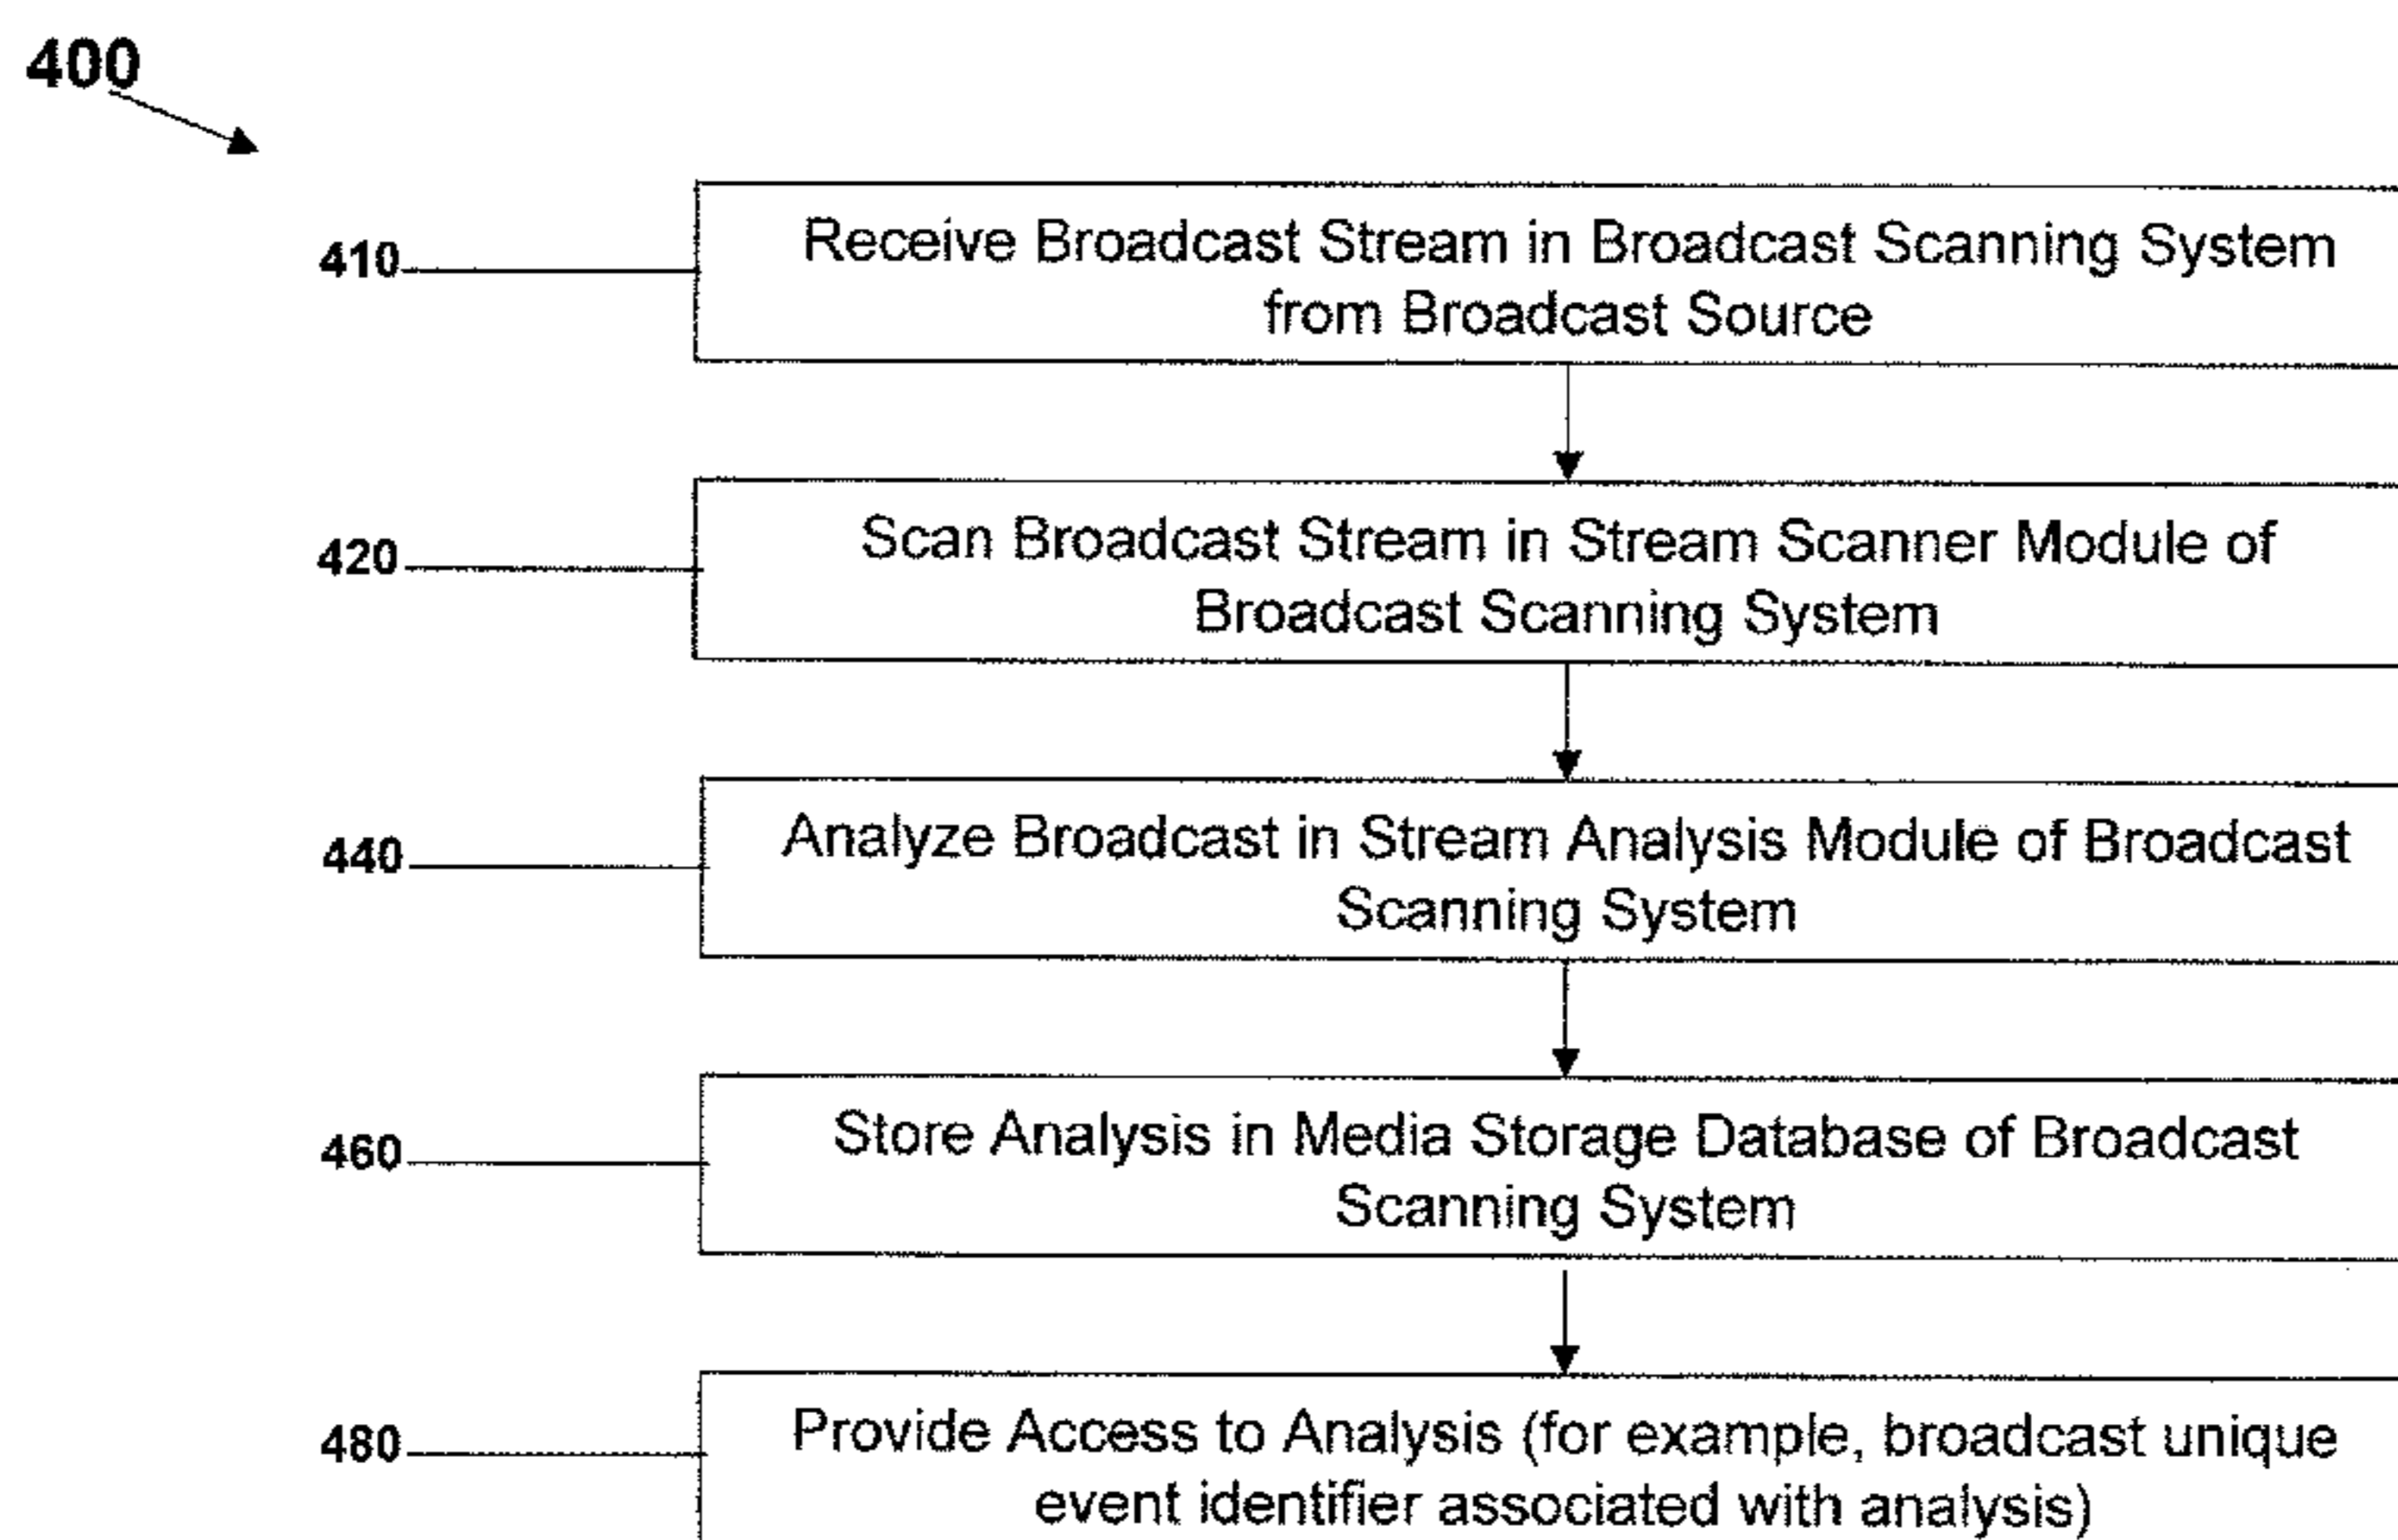 400
410
Receive Broadcast Stream in Broadcast Scanning System
from Broadcast Source
420
Scan Broadcast Stream in Stream Scanner Module of
Broadcast Scanning System
440
Analyze Broadcast in Stream Analysis Module of Broadcast
Scanning System
460
Store Analysis in Media Storage Database of Broadcast
Scanning System
480
Provide Access to Analysis (for example, broadcast unique
event identifier associated with analysis)